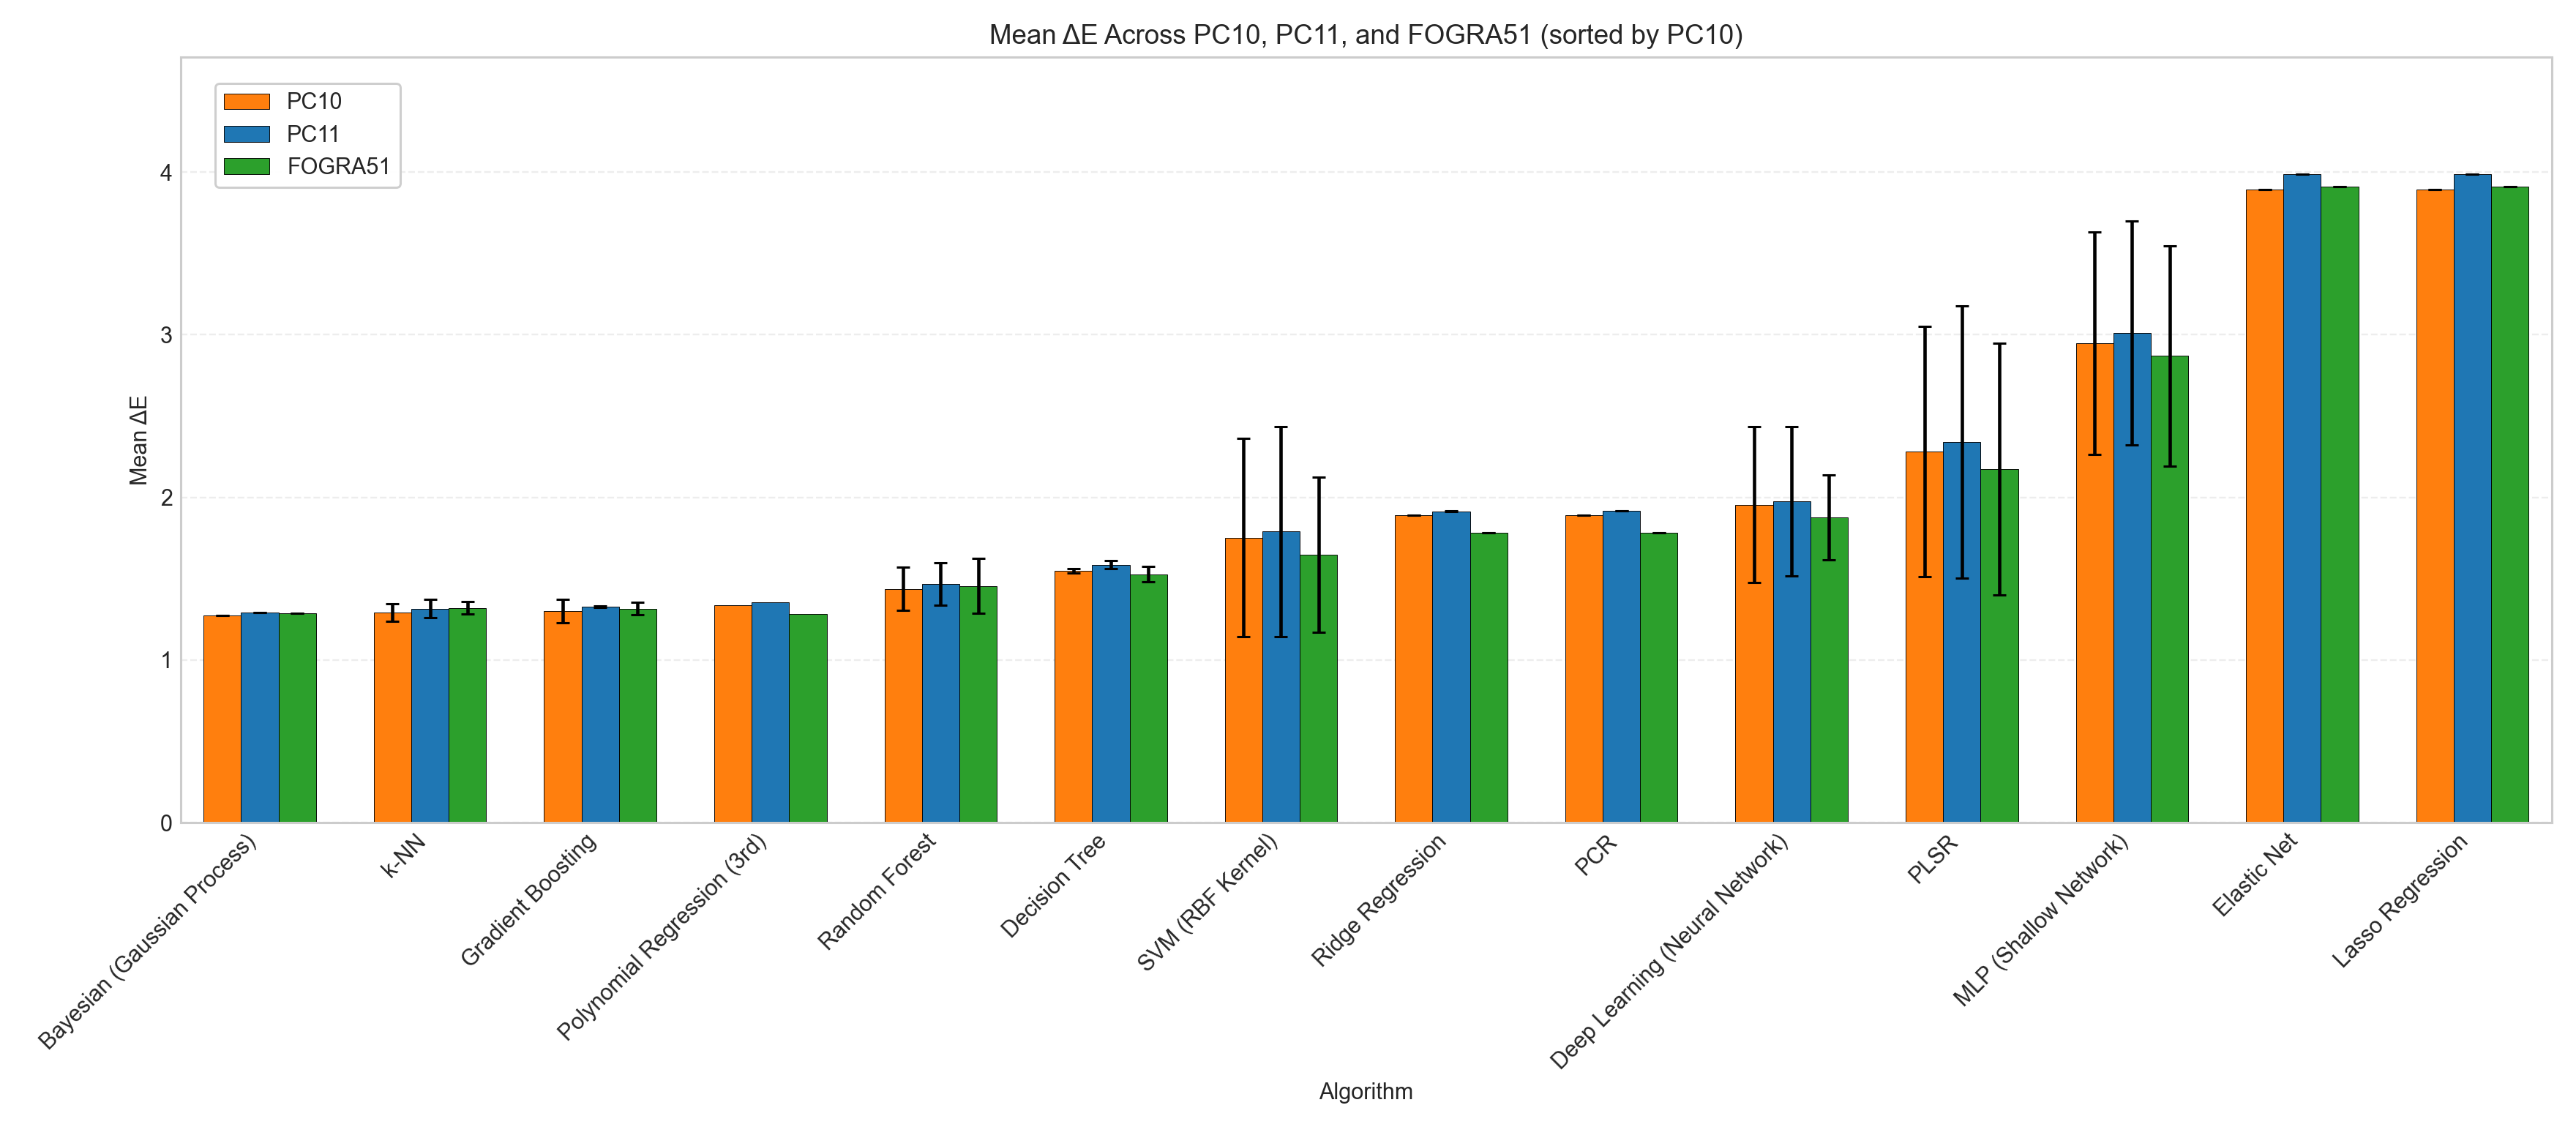 Mean ΔE Across PC10, PC11, and FOGRA51 (sorted by PC10)
PC10
PC11
FOGRA51
Mean ΔE
4
3
2
1
0
Bayesian (Gaussian Process)
k-NN
Gradient Boosting
Polynomial Regression (3rd)
Random Forest
Decision Tree
SVM (RBF Kernel)
Ridge Regression
PCR
Deep Learning (Neural Network)
PLSR
MLP (Shallow Network)
Elastic Net
Lasso Regression
Algorithm